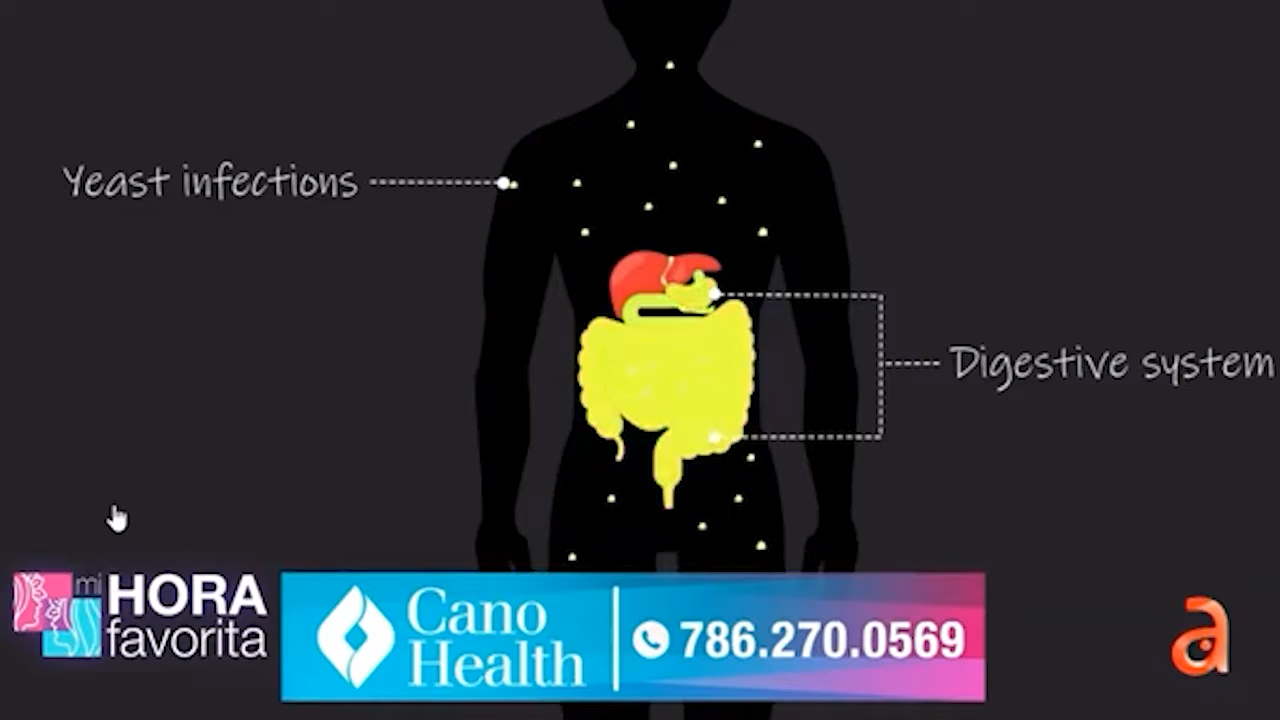 Yeast infections
Digestive system
mi
HORA
favorita
Cano
Health
786.270.0569
a